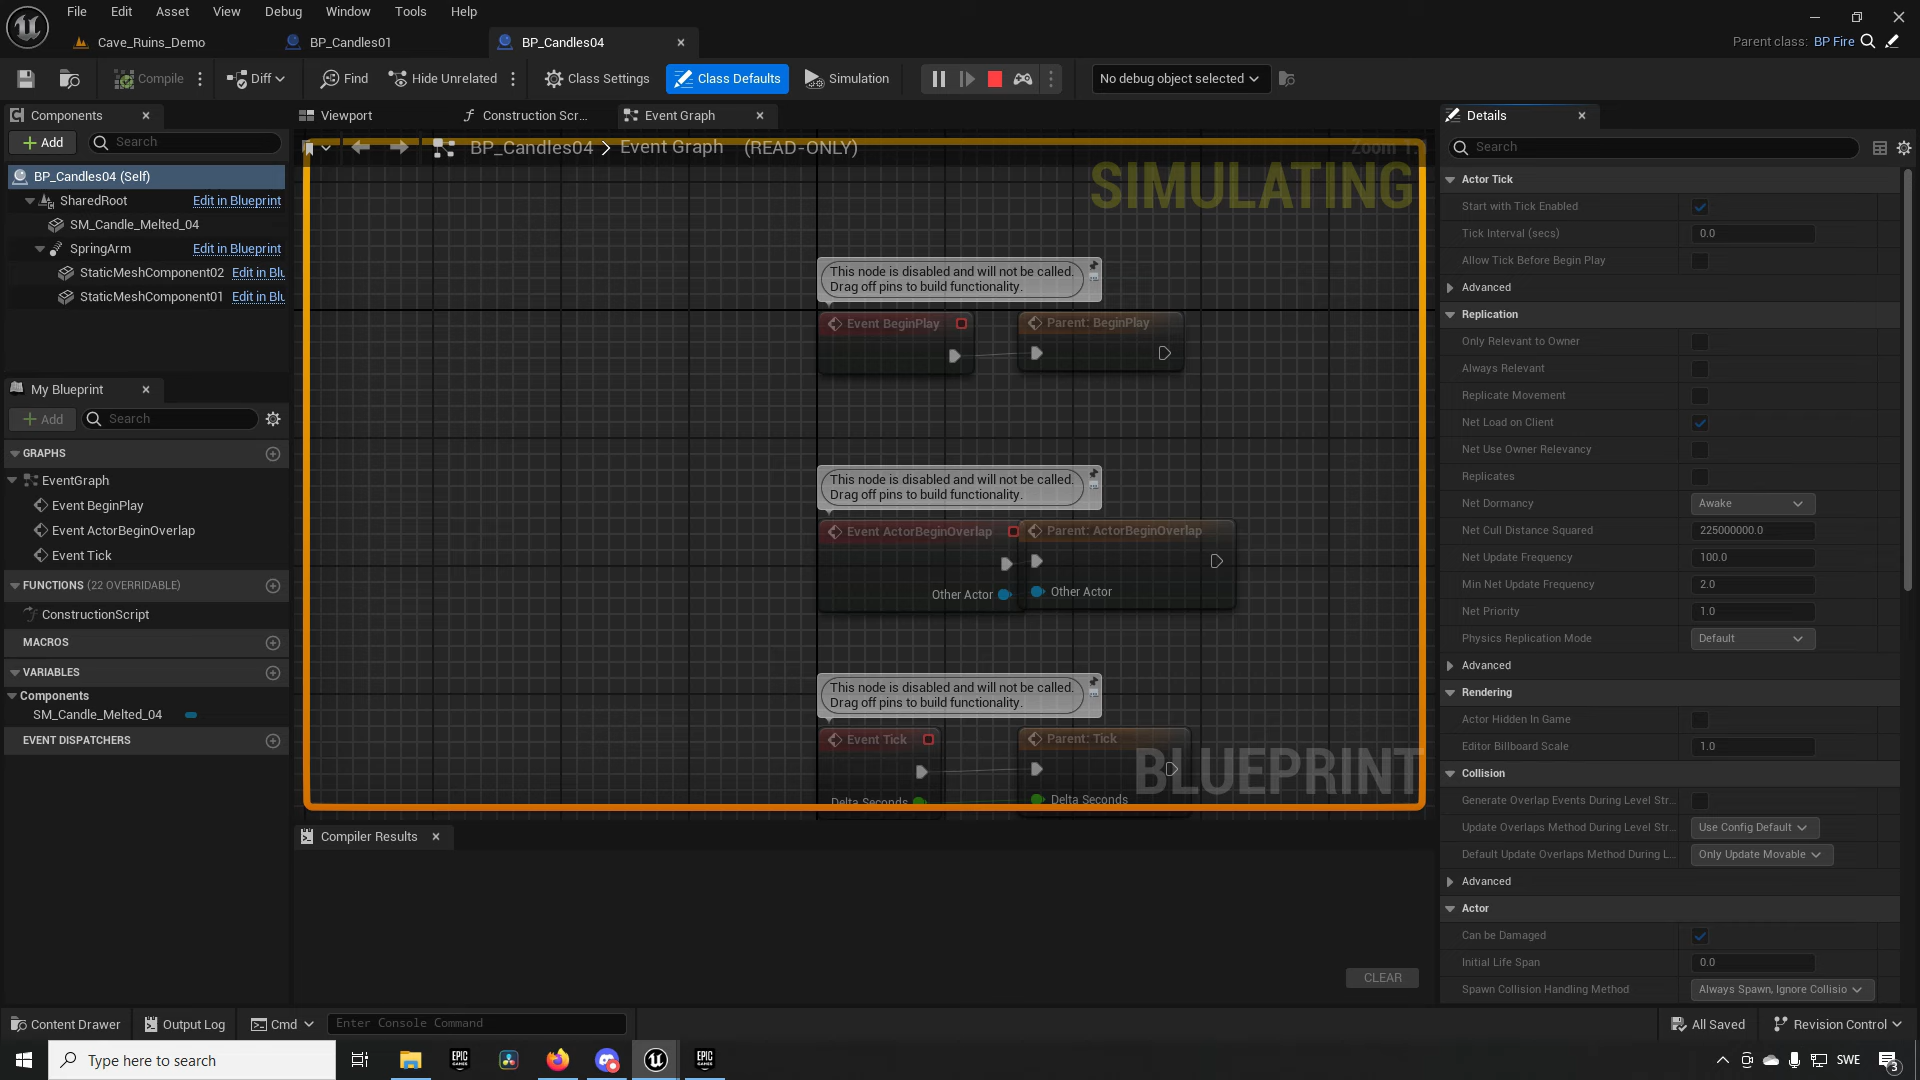 File Edit Asset View Debug Window Tools Help
Cave_Ruins_Demo BP_Candles01 BP_Candles04
Parent class: BP Fire
Compile Diff Find Hide Unrelated Class Settings Class Defaults Simulation No debug object selected
Components
Add Search
BP_Candles04 (Self)
SharedRoot Edit in Blueprint
SM_Candle_Melted_04
SpringArm Edit in Blueprint
StaticMeshComponent02 Edit in Blu
StaticMeshComponent01 Edit in Blu
My Blueprint
Add Search
GRAPHS
EventGraph
Event BeginPlay
Event ActorBeginOverlap
Event Tick
FUNCTIONS (22 OVERRIDABLE)
ConstructionScript
MACROS
VARIABLES
Components
SM_Candle_Melted_04
EVENT DISPATCHERS
Viewport Construction Scr... Event Graph
BP_Candles04 > Event Graph (READ-ONLY)
SIMULATING
This node is disabled and will not be called.
Drag off pins to build functionality.
Event BeginPlay Parent: BeginPlay
This node is disabled and will not be called.
Drag off pins to build functionality.
Event ActorBeginOverlap Parent: ActorBeginOverlap
Other Actor Other Actor
This node is disabled and will not be called.
Drag off pins to build functionality.
Event Tick Parent: Tick
Delta Seconds Delta Seconds
BLUEPRINT
Compiler Results
CLEAR
Details
Search
Actor Tick
Start with Tick Enabled
Tick Interval (secs) 0.0
Allow Tick Before Begin Play
Advanced
Replication
Only Relevant to Owner
Always Relevant
Replicate Movement
Net Load on Client
Net Use Owner Relevancy
Replicates
Net Dormancy Awake
Net Cull Distance Squared 225000000.0
Net Update Frequency 100.0
Min Net Update Frequency 2.0
Net Priority 1.0
Physics Replication Mode Default
Advanced
Rendering
Actor Hidden In Game
Editor Billboard Scale 1.0
Collision
Generate Overlap Events During Level Str...
Update Overlaps Method During Level Str... Use Config Default
Default Update Overlaps Method During L... Only Update Movable
Advanced
Actor
Can be Damaged
Initial Life Span 0.0
Spawn Collision Handling Method Always Spawn, Ignore Collisio
Content Drawer Output Log Cmd Enter Console Command All Saved Revision Control
Type here to search EPIC GAMES EPIC GAMES SWE 3